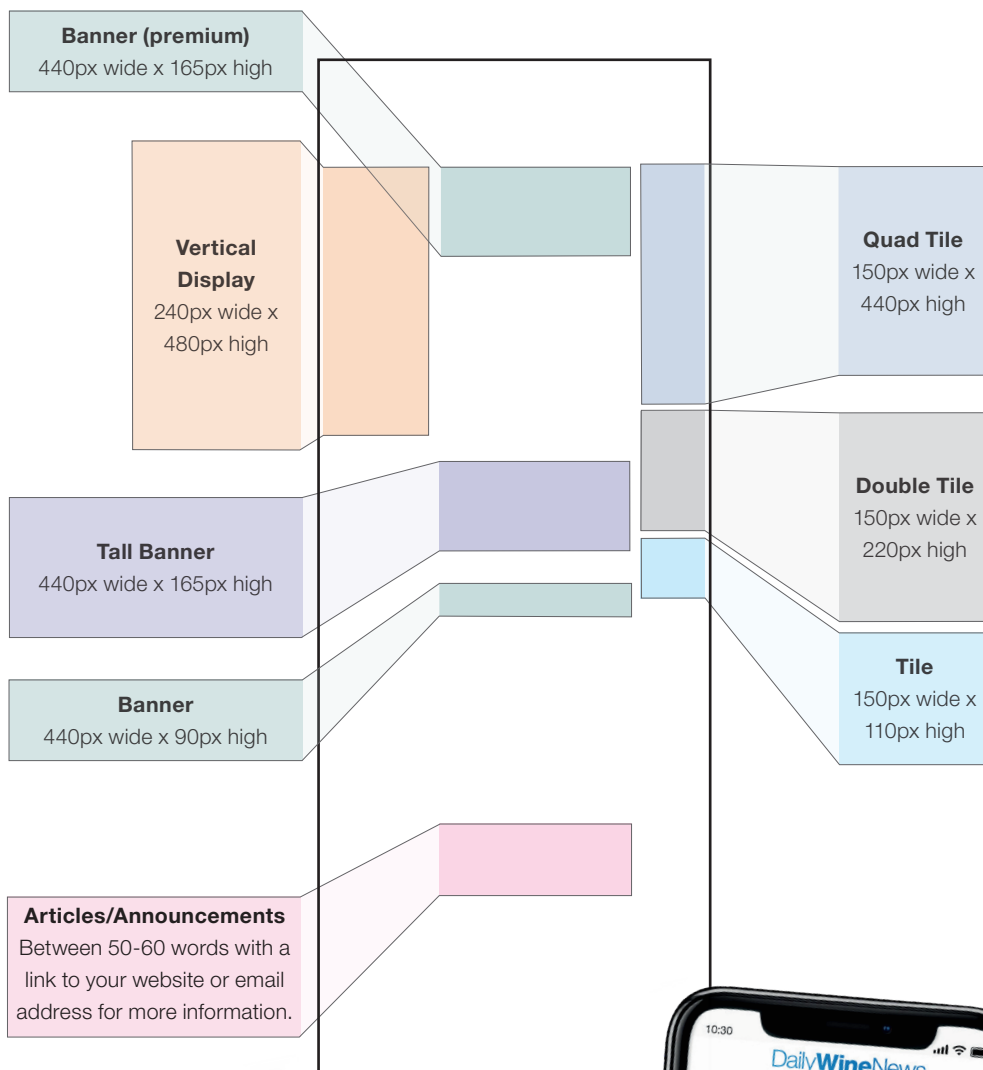 Banner (premium)
440px wide x 165px high
Vertical
Display
240px wide x
480px high
Quad Tile
150px wide x
440px high
Double Tile
150px wide x
220px high
Tall Banner
440px wide x 165px high
Tile
150px wide x
110px high
Banner
440px wide x 90px high
Articles/Announcements
Between 50-60 words with a
link to your website or email
address for more information.
10:30
DailyWineNews